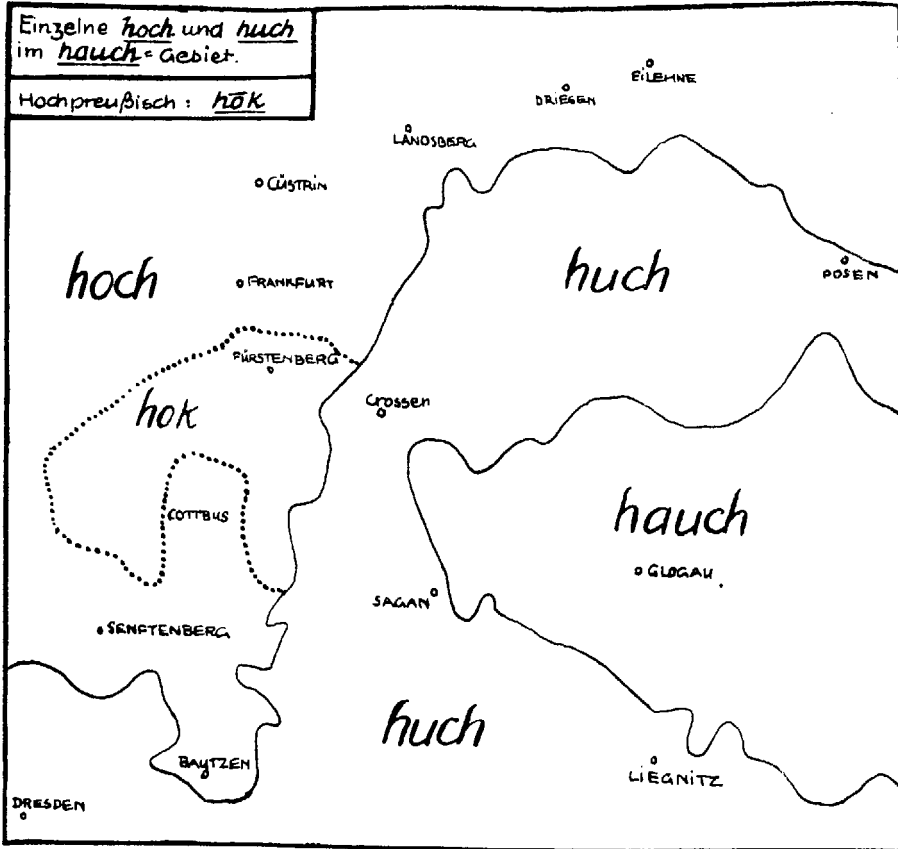 Einzelne hoch und huch
im hauch = Gebiet.
Hochpreußisch : hōk
EILEHNE
DRIESEN
LANDSBERG
CÜSTRIN
hoch
huch
FRANKFURT
POSEN
FÜRSTENBERG
Crossen
hok
hauch
COTTBUS
GLOGAU
SAGAN
SENFTENBERG
huch
BAUTZEN
LIEGNITZ
DRESDEN